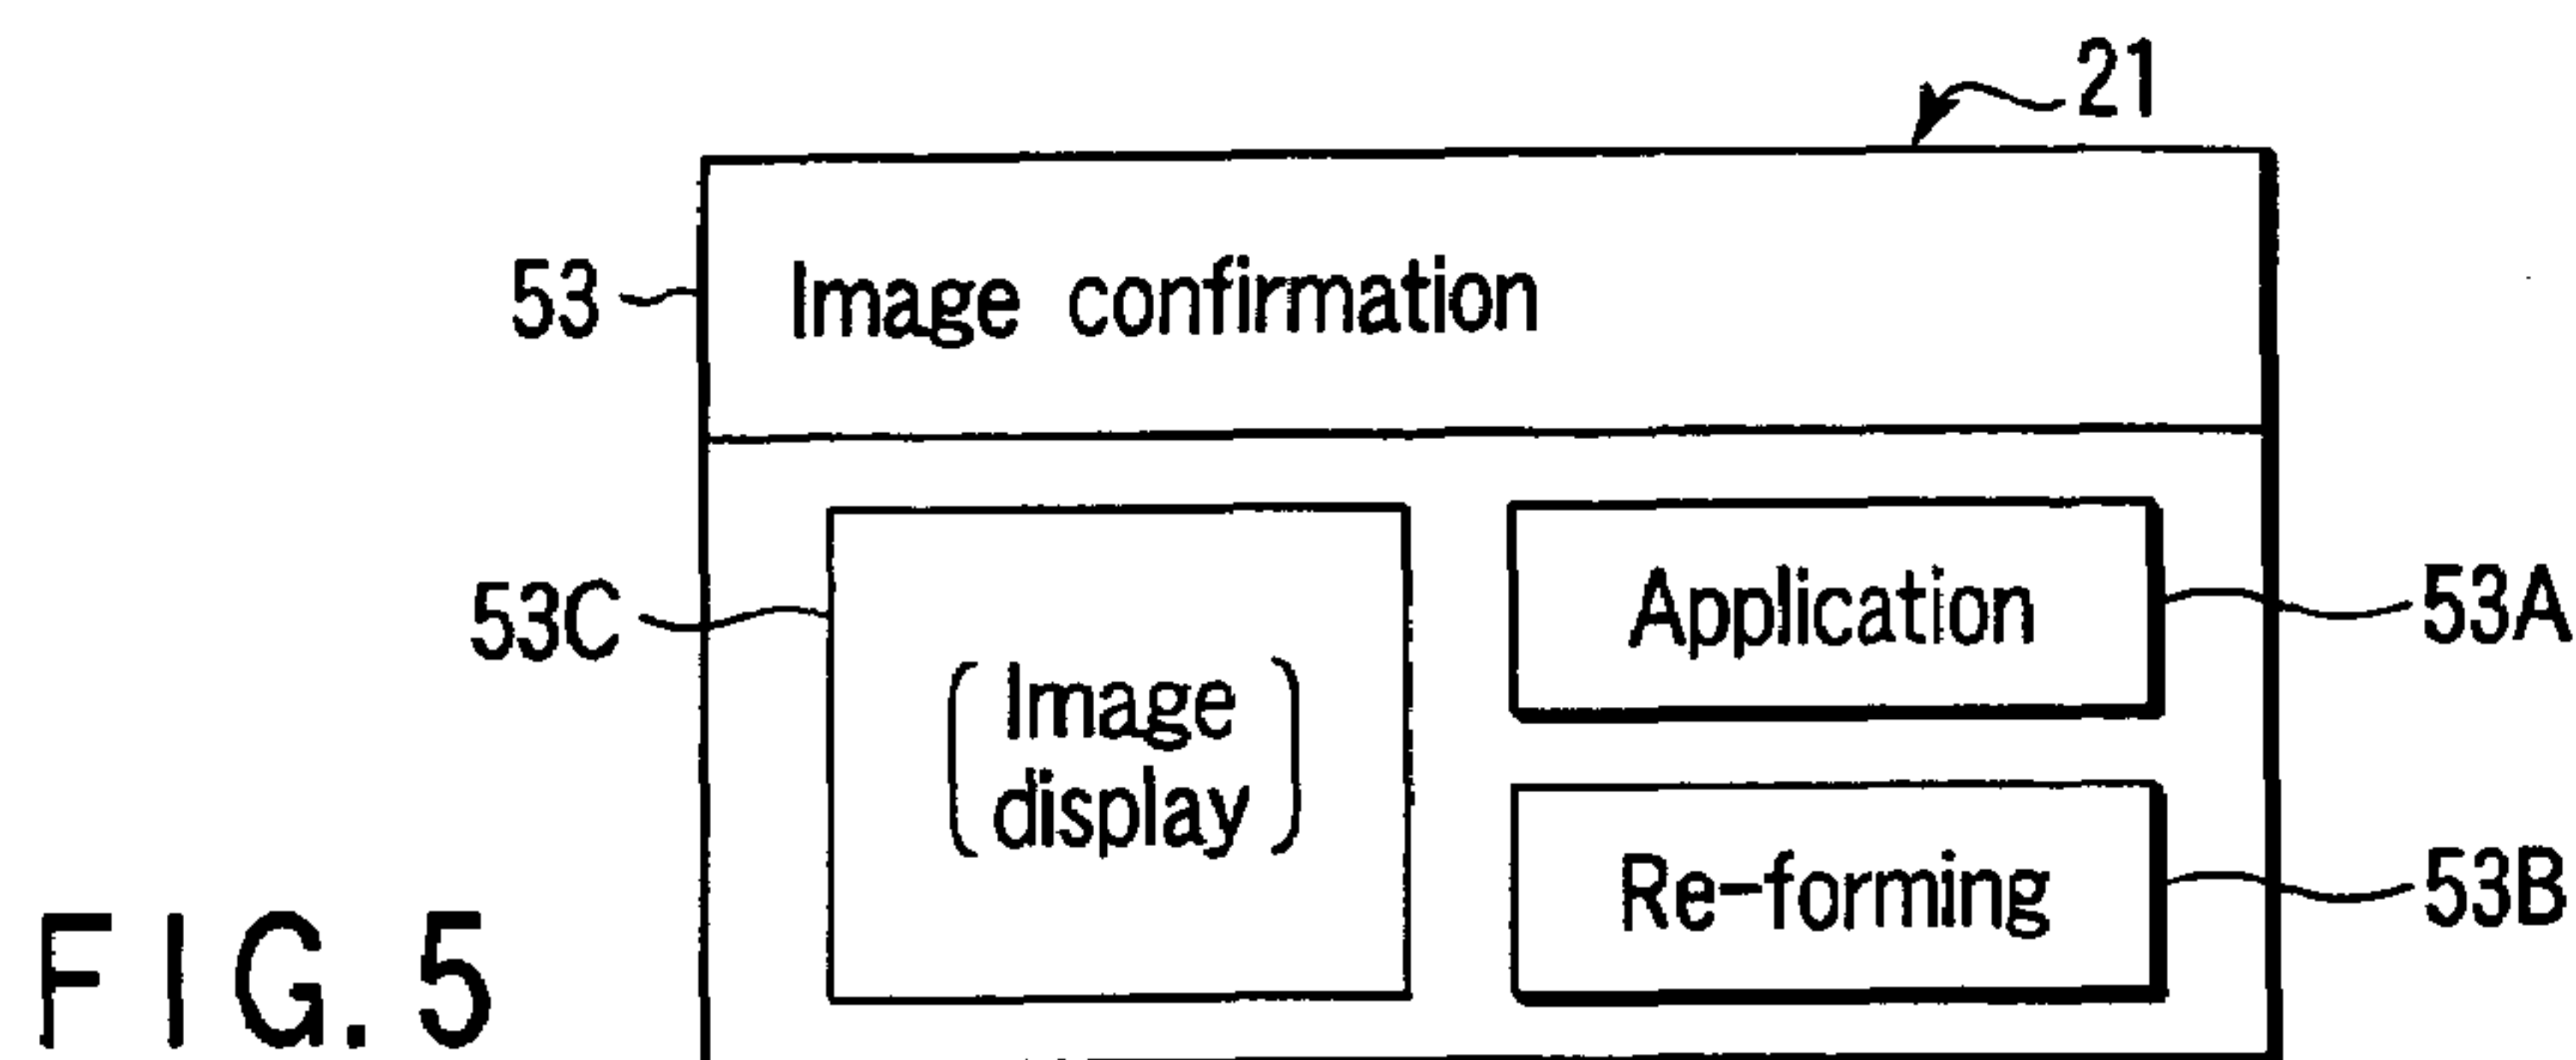 21
53
Image confirmation
53C
Image
display
Application
53A
Re-forming
53B
FIG. 5